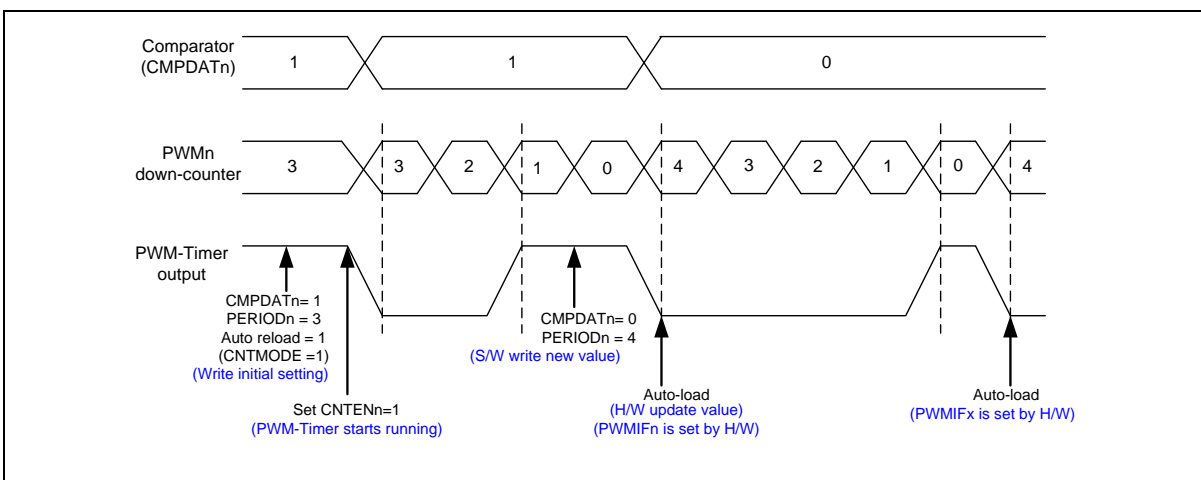 Comparator
(CMPDATn)
1
1
0
PWMn
down-counter
3
3
2
1
0
4
3
2
1
0
4
PWM-Timer
output
CMPDATn= 1
PERIODn = 3
Auto reload = 1
(CNTMODE =1)
(Write initial setting)
Set CNTENn=1
(PWM-Timer starts running)
CMPDATn= 0
PERIODn = 4
(S/W write new value)
Auto-load
(H/W update value)
(PWMIFn is set by H/W)
Auto-load
(PWMIFx is set by H/W)